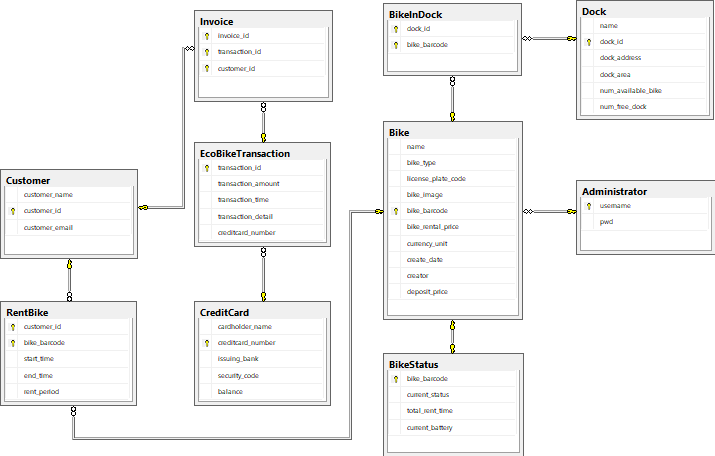 Invoice
invoice_id
transaction_id
customer_id
BikeInDock
dock_id
bike_barcode
Dock
name
dock_id
dock_address
dock_area
num_available_bike
num_free_dock
Customer
customer_name
customer_id
customer_email
EcoBikeTransaction
transaction_id
transaction_amount
transaction_time
transaction_detail
creditcard_number
Bike
name
bike_type
license_plate_code
bike_image
bike_barcode
bike_rental_price
currency_unit
create_date
creator
deposit_price
Administrator
username
pwd
RentBike
customer_id
bike_barcode
start_time
end_time
rent_period
CreditCard
cardholder_name
creditcard_number
issuing_bank
security_code
balance
BikeStatus
bike_barcode
current_status
total_rent_time
current_battery